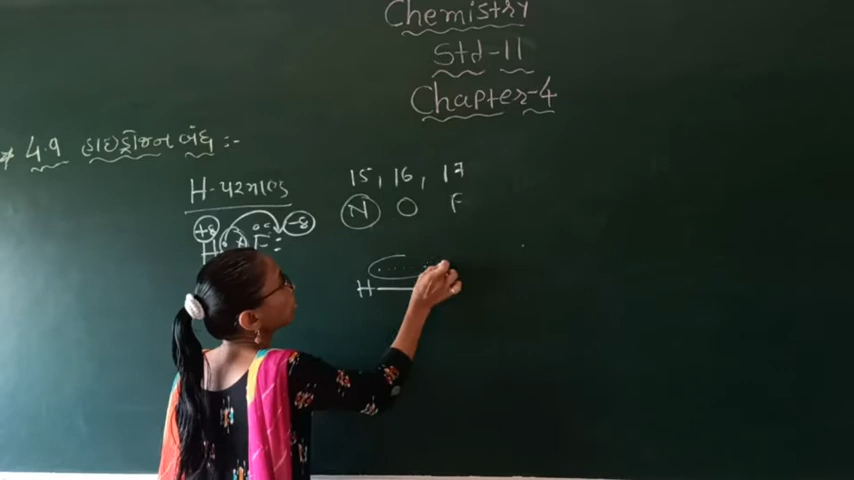 Chemistry
Std-11
Chapter-4
* 4.9 હાઇડ્રોજન બંધ :-
H-પરમાણુ
15, 16, 17
N O F
+δ -δ
H F
H